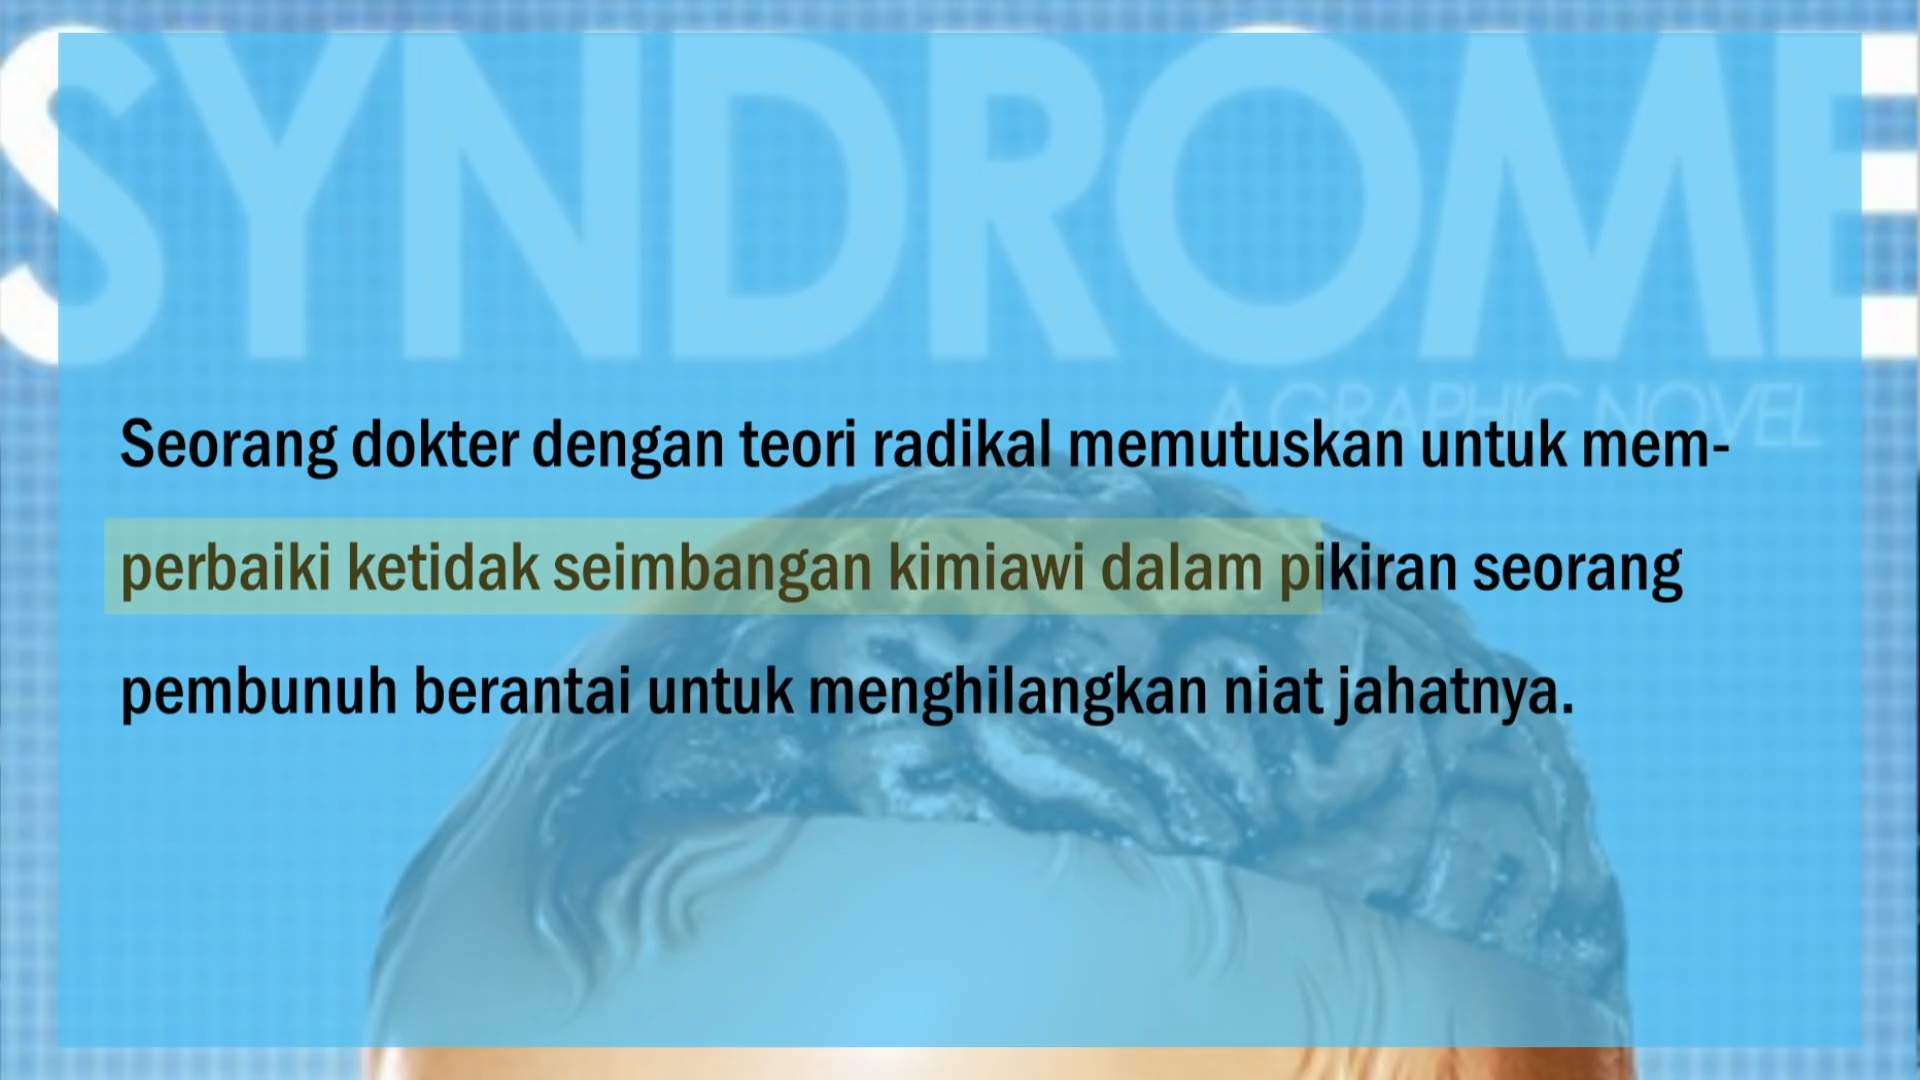 SYNDROME
A GRAPHIC NOVEL
Seorang dokter dengan teori radikal memutuskan untuk mem-
perbaiki ketidak seimbangan kimiawi dalam pikiran seorang
pembunuh berantai untuk menghilangkan niat jahatnya.